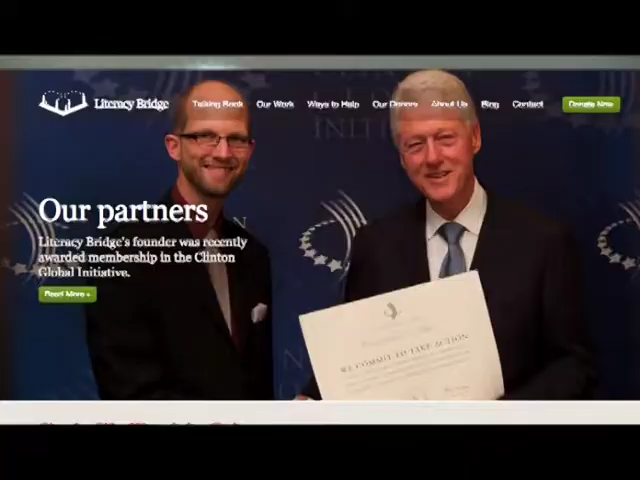 Literacy Bridge
Talking Book Our Work Ways to Help Our Donors About Us Blog Contact Donate Now
Our partners
Literacy Bridge's founder was recently
awarded membership in the Clinton
Global Initiative.
Read More »
WE COMMIT TO TAKE ACTION